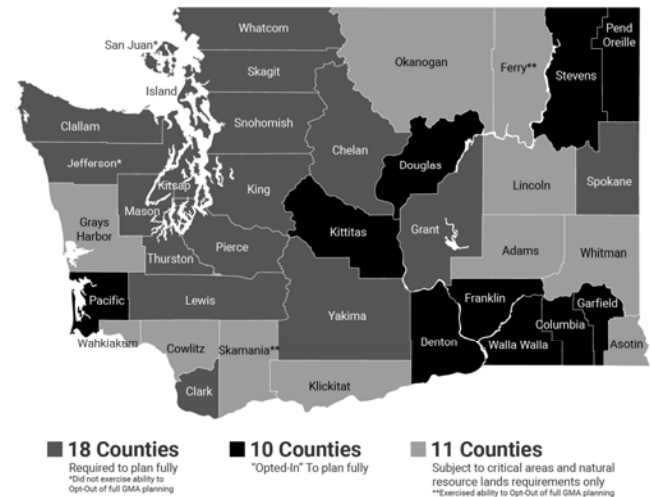 Whatcom
Pend
Oreille
San Juan*
Okanogan
Ferry**
Stevens
Skagit
Island
Snohomish
Clallam
Chelan
Douglas
Jefferson*
Kitsap
King
Lincoln
Spokane
Mason
Grays
Harbor
Kittitas
Grant
Pierce
Adams
Whitman
Thurston
Pacific
Lewis
Yakima
Franklin
Garfield
Columbia
Wahkiakum
Cowlitz
Skamania**
Benton
Walla Walla
Asotin
Clark
Klickitat
18 Counties
Required to plan fully
*Did not exercise ability to
Opt-Out of full GMA planning
10 Counties
"Opted-In" To plan fully
11 Counties
Subject to critical areas and natural
resource lands requirements only
**Exercised ability to Opt-Out of full GMA planning